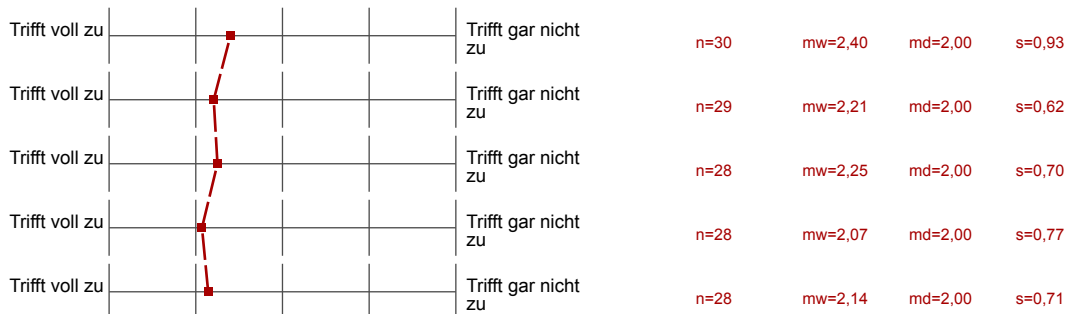 Trifft voll zu Trifft gar nicht
zu n=30 mw=2,40 md=2,00 s=0,93
Trifft voll zu Trifft gar nicht
zu n=29 mw=2,21 md=2,00 s=0,62
Trifft voll zu Trifft gar nicht
zu n=28 mw=2,25 md=2,00 s=0,70
Trifft voll zu Trifft gar nicht
zu n=28 mw=2,07 md=2,00 s=0,77
Trifft voll zu Trifft gar nicht
zu n=28 mw=2,14 md=2,00 s=0,71